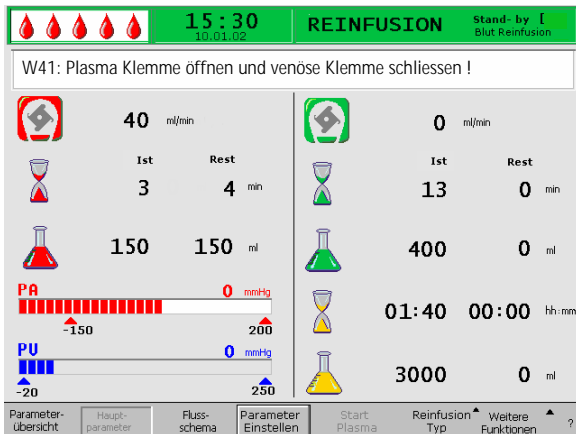 15:30
10.01.02
REINFUSION
Stand-by [
Blut Reinfusion
W41: Plasma Klemme öffnen und venöse Klemme schliessen !
40 ml/min
0 ml/min
Ist Rest
3 4 min
Ist Rest
13 0 min
150 150 ml
400 0 ml
PA 0 mmHg
-150 200
01:40 00:00 hh:mm
PV 0 mmHg
-20 250
3000 0 ml
Parameter-
übersicht
Haupt-
parameter
Fluss-
schema
Parameter
Einstellen
Start
Plasma
Reinfusion
Typ
Weitere
Funktionen
?